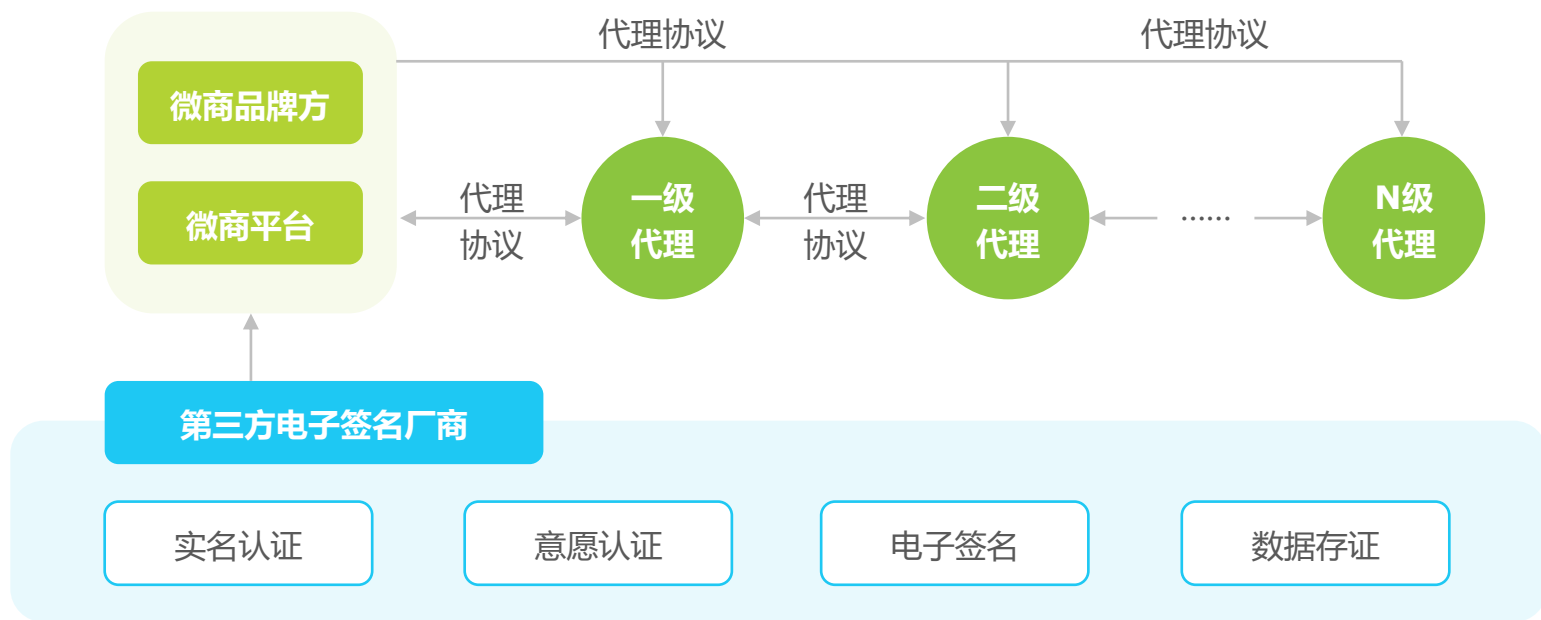 代理协议
代理协议
微商品牌方
微商平台
代理
协议
一级
代理
代理
协议
二级
代理
······
N级
代理
第三方电子签名厂商
实名认证
意愿认证
电子签名
数据存证